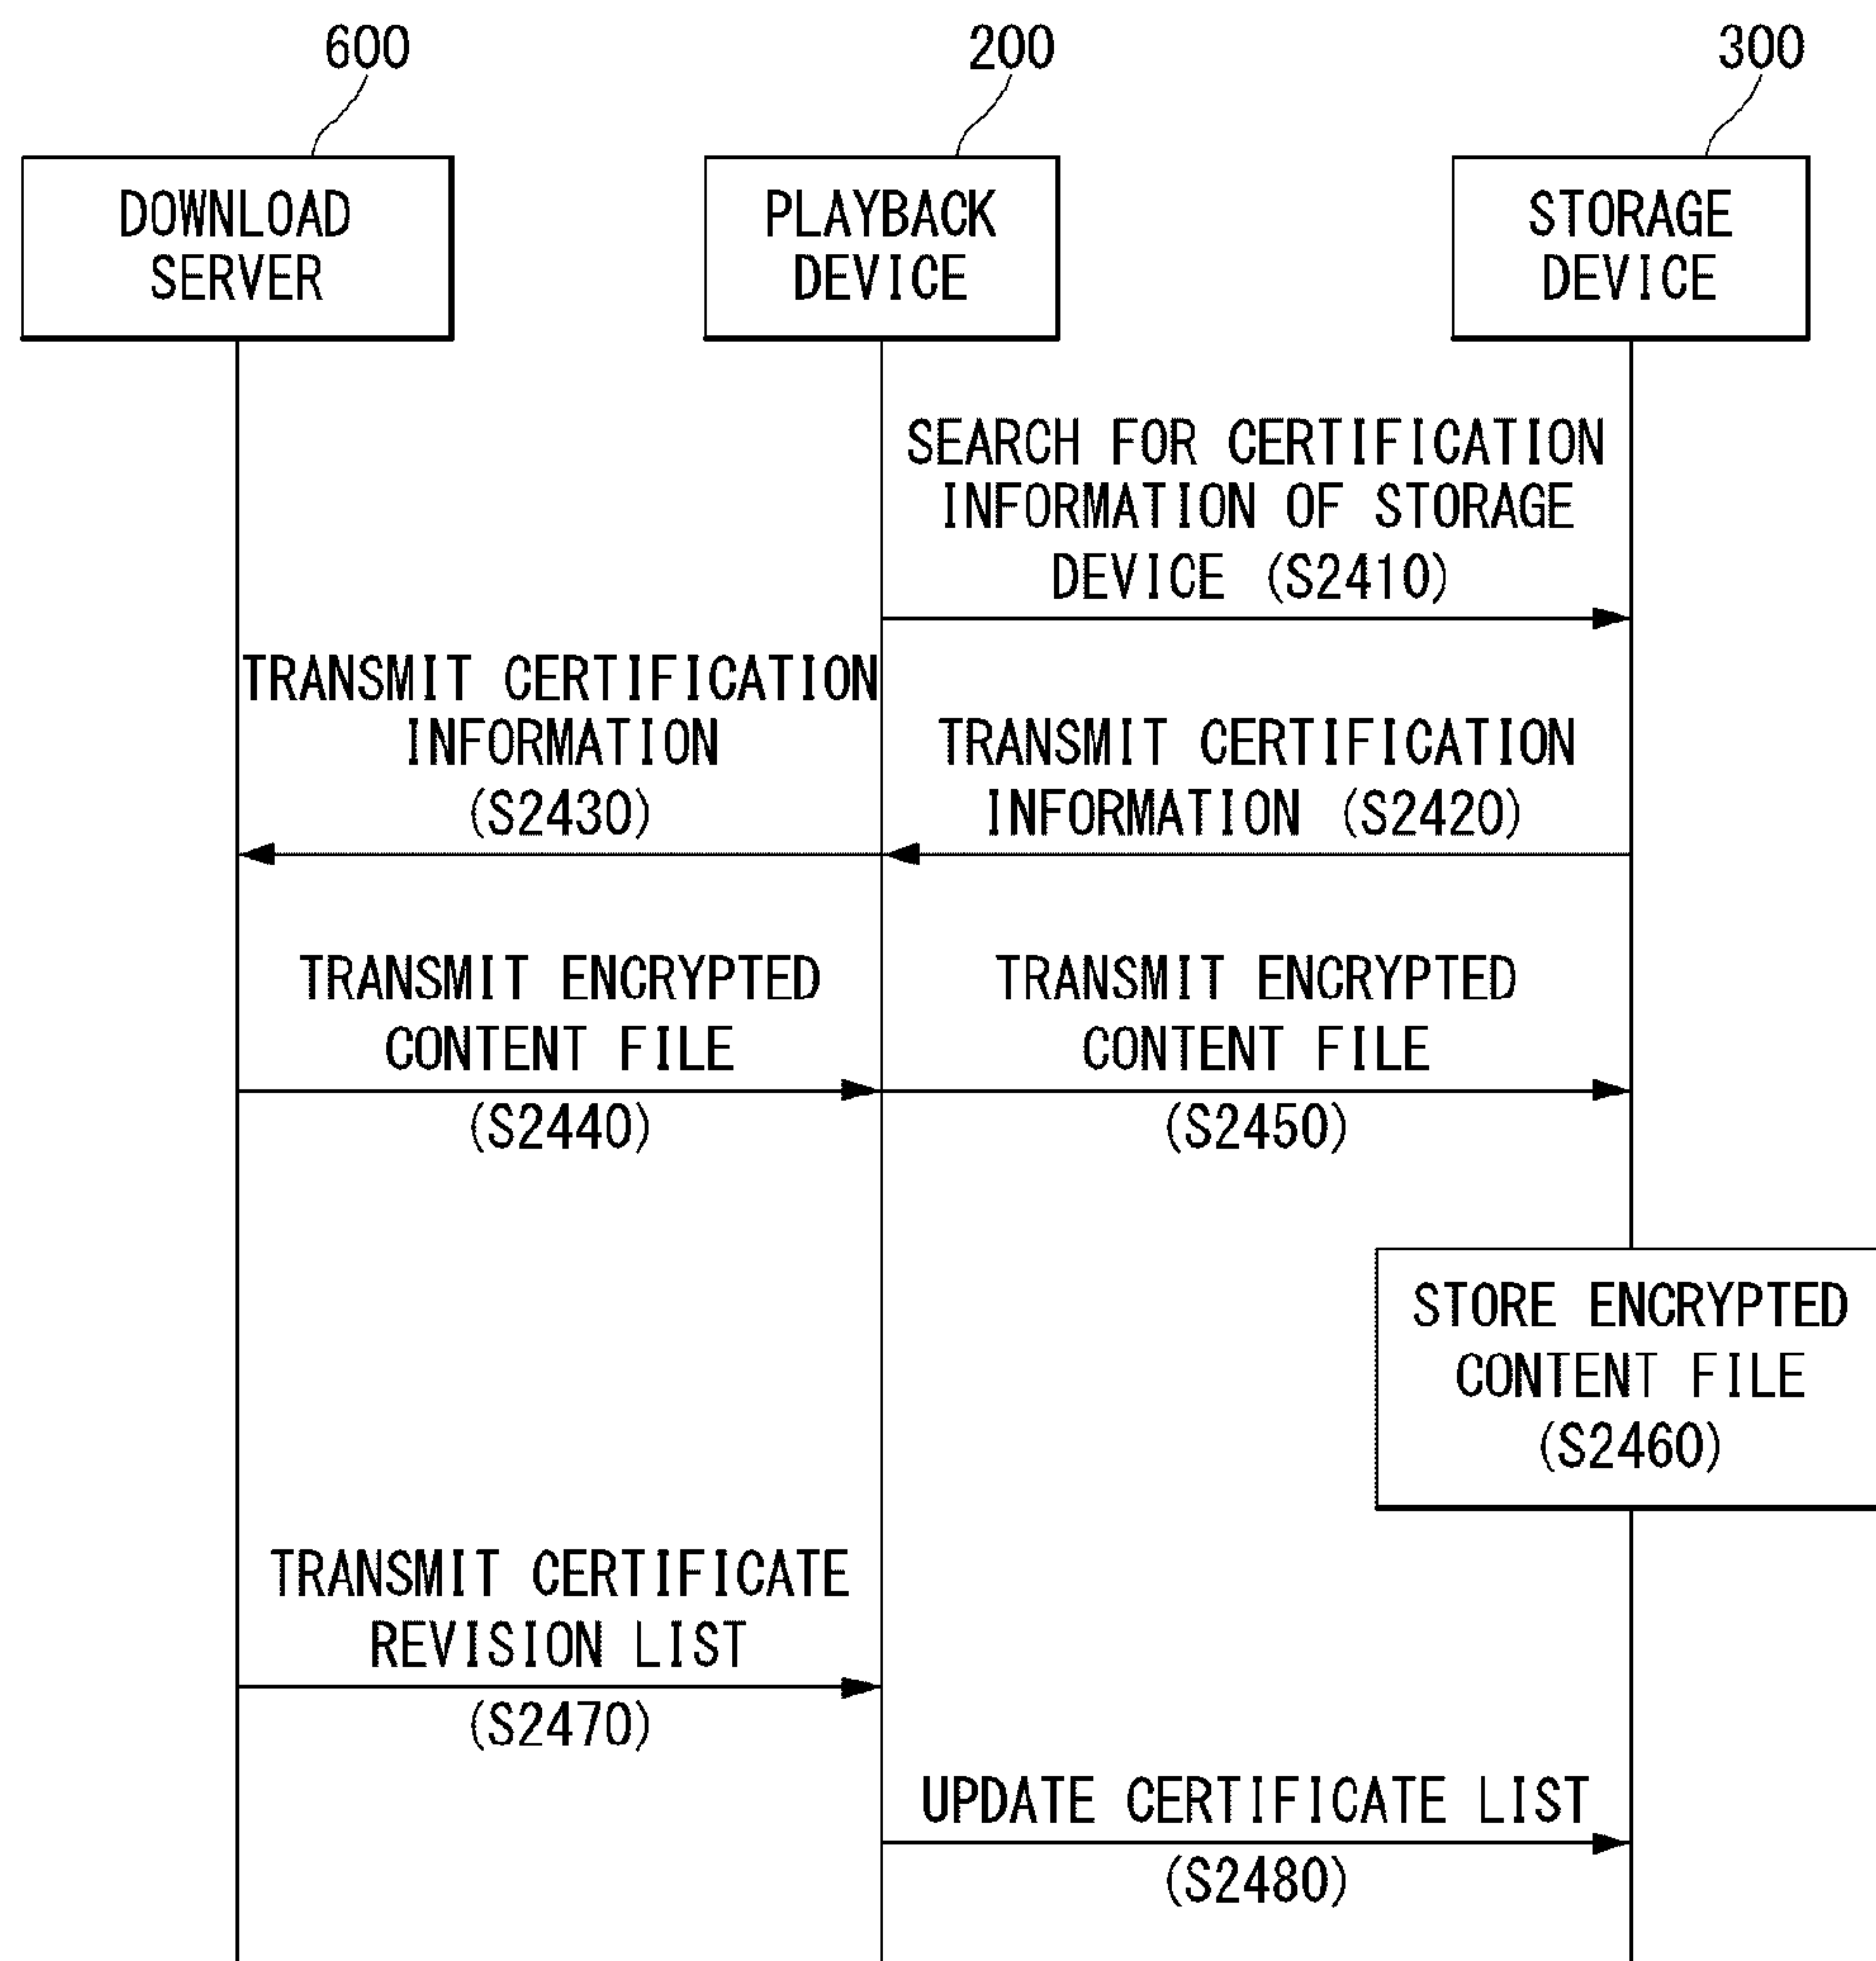 600
200
300
DOWNLOAD
SERVER
PLAYBACK
DEVICE
STORAGE
DEVICE
SEARCH FOR CERTIFICATION
INFORMATION OF STORAGE
DEVICE (S2410)
TRANSMIT CERTIFICATION
INFORMATION
(S2430)
TRANSMIT CERTIFICATION
INFORMATION (S2420)
TRANSMIT ENCRYPTED
CONTENT FILE
(S2440)
TRANSMIT ENCRYPTED
CONTENT FILE
(S2450)
STORE ENCRYPTED
CONTENT FILE
(S2460)
TRANSMIT CERTIFICATE
REVISION LIST
(S2470)
UPDATE CERTIFICATE LIST
(S2480)